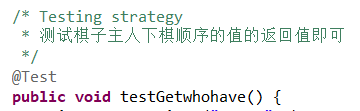 /* Testing strategy
* 测试棋子主人下棋顺序的值的返回值即可
*/
@Test
public void testGetwhohave() {